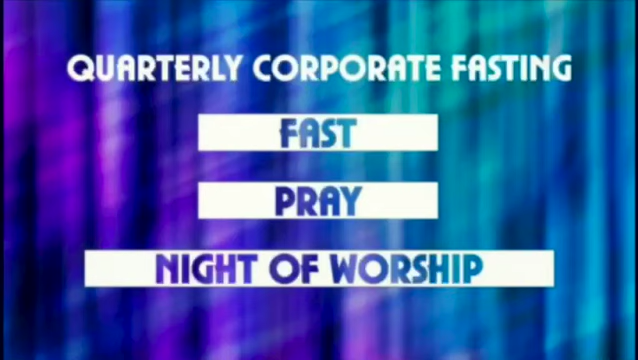 QUARTERLY CORPORATE FASTING
FAST
PRAY
NIGHT OF WORSHIP